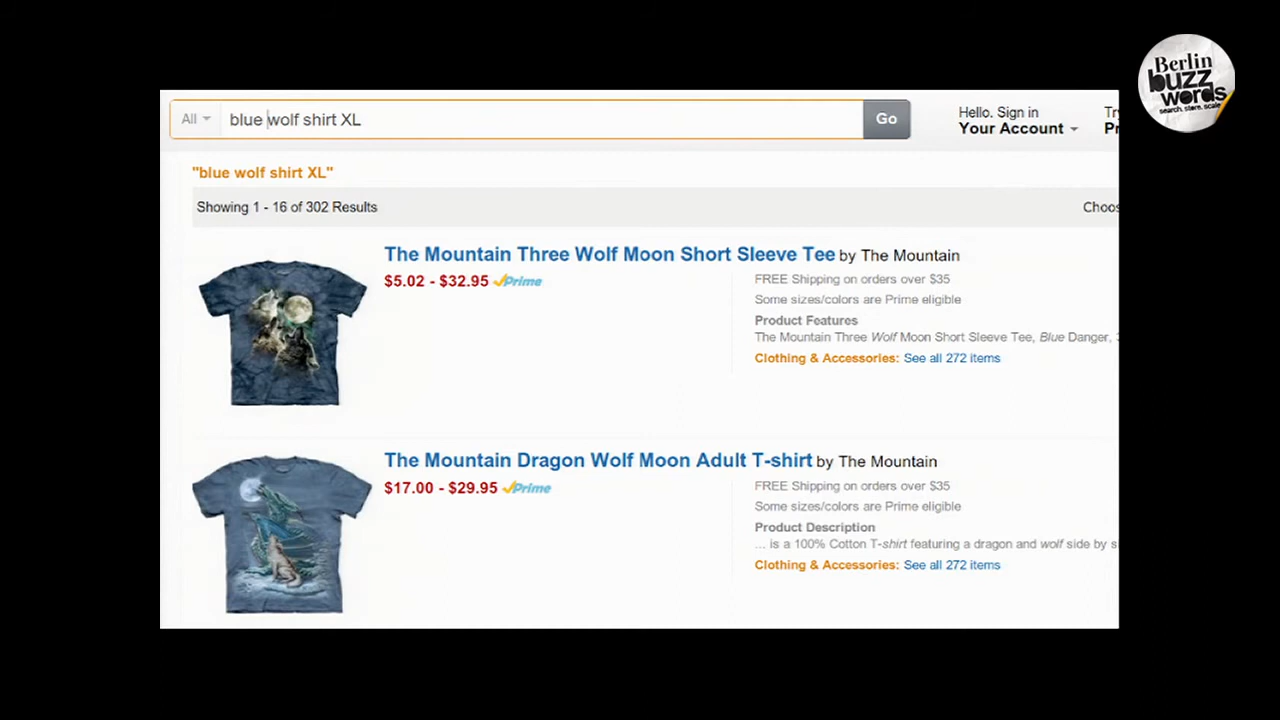 Berlin
buzz
words
search. store. scale.
All
blue wolf shirt XL
Go
Hello. Sign in
Your Account
Try
Pr
"blue wolf shirt XL"
Showing 1 - 16 of 302 Results
Choos
The Mountain Three Wolf Moon Short Sleeve Tee by The Mountain
$5.02 - $32.95 Prime
FREE Shipping on orders over $35
Some sizes/colors are Prime eligible
Product Features
The Mountain Three Wolf Moon Short Sleeve Tee, Blue Danger,
Clothing & Accessories: See all 272 items
The Mountain Dragon Wolf Moon Adult T-shirt by The Mountain
$17.00 - $29.95 Prime
FREE Shipping on orders over $35
Some sizes/colors are Prime eligible
Product Description
... is a 100% Cotton T-shirt featuring a dragon and wolf side by s
Clothing & Accessories: See all 272 items